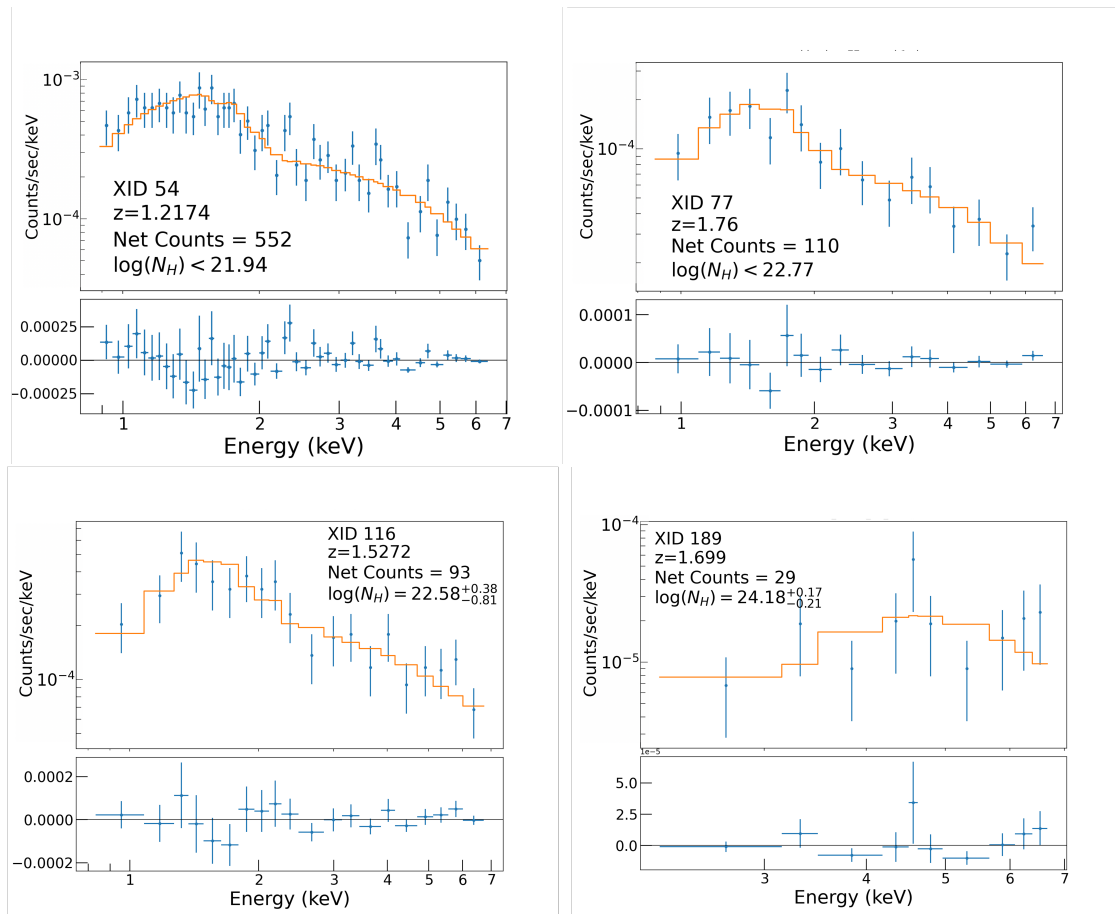 10⁻³
10⁻⁴
Counts/sec/keV
XID 54
z=1.2174
Net Counts = 552
log(N_H) < 21.94
0.00025
0.00000
−0.00025
1 2 3 4 5 6 7
Energy (keV)
10⁻⁴
Counts/sec/keV
XID 77
z=1.76
Net Counts = 110
log(N_H) < 22.77
0.0001
0.0000
−0.0001
1 2 3 4 5 6 7
Energy (keV)
10⁻⁴
Counts/sec/keV
XID 116
z=1.5272
Net Counts = 93
log(N_H) = 22.58^{+0.38}_{−0.81}
0.0002
0.0000
−0.0002
1 2 3 4 5 6 7
Energy (keV)
10⁻⁴
10⁻⁵
Counts/sec/keV
XID 189
z=1.699
Net Counts = 29
log(N_H) = 24.18^{+0.17}_{−0.21}
1e−5
5.0
2.5
0.0
3 4 5 6 7
Energy (keV)